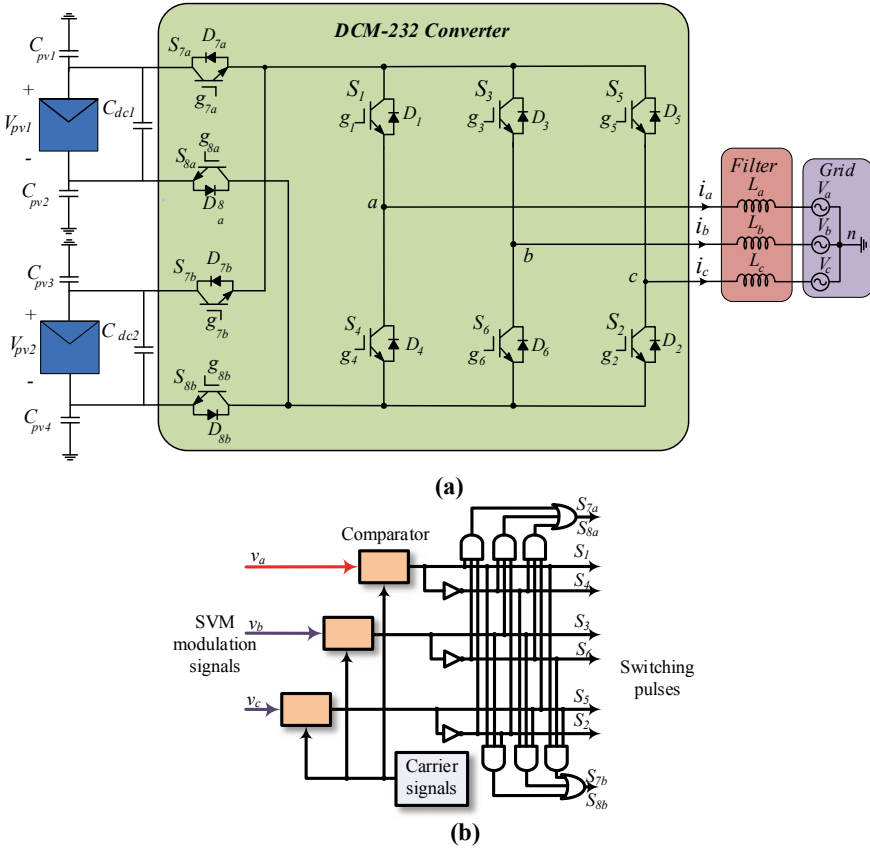 DCM-232 Converter
C_pv1
S_7a
D_7a
g_7a
+
V_pv1
-
C_dc1
g_8a
S_8a
D_8a
C_pv2
C_pv3
S_7b
D_7b
g_7b
+
V_pv2
-
C_dc2
g_8b
S_8b
D_8b
C_pv4
S_1
g_1
D_1
S_3
g_3
D_3
S_5
g_5
D_5
a
b
c
S_4
g_4
D_4
S_6
g_6
D_6
S_2
g_2
D_2
i_a
i_b
i_c
Filter
L_a
L_b
L_c
Grid
V_a
V_b
V_c
n
(a)
S_7a
S_8a
Comparator
v_a
S_1
S_4
SVM
modulation
signals
v_b
S_3
S_6
Switching
pulses
v_c
S_5
S_2
Carrier
signals
S_7b
S_8b
(b)